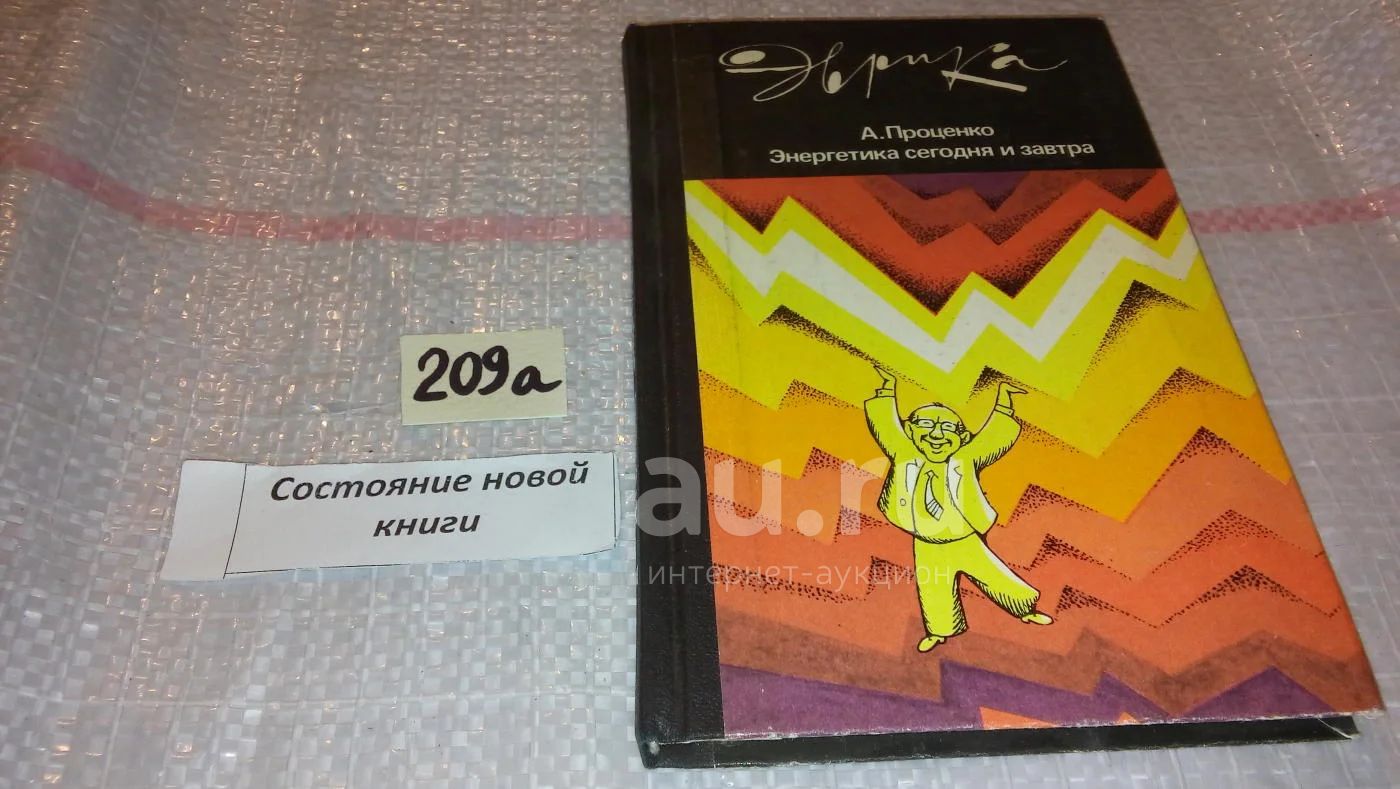 Эврика
А.Проценко
Энергетика сегодня и завтра
209а
Состояние новой
книги
au.ru
интернет-аукцион